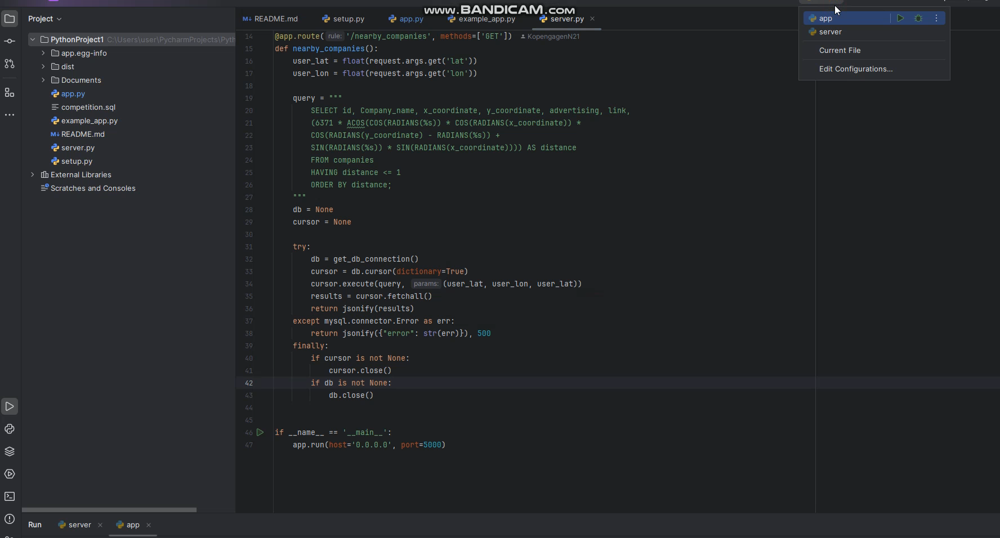 www.BANDICAM.com
Project
README.md
setup.py
app.py
example_app.py
server.py
app
server
Current File
Edit Configurations...
PythonProject1 C:\Users\user\PycharmProjects\Pyth
app.egg-info
dist
Documents
app.py
competition.sql
example_app.py
README.md
server.py
setup.py
External Libraries
Scratches and Consoles
14 @app.route( rule: '/nearby_companies', methods=['GET']) KopengagenN21
15 def nearby_companies():
16 user_lat = float(request.args.get('lat'))
17 user_lon = float(request.args.get('lon'))
18
19 query = """
20 SELECT id, Company_name, x_coordinate, y_coordinate, advertising, link,
21 (6371 * ACOS(COS(RADIANS(%s)) * COS(RADIANS(x_coordinate)) *
22 COS(RADIANS(y_coordinate) - RADIANS(%s)) +
23 SIN(RADIANS(%s)) * SIN(RADIANS(x_coordinate)))) AS distance
24 FROM companies
25 HAVING distance <= 1
26 ORDER BY distance;
27 """
28 db = None
29 cursor = None
30
31 try:
32 db = get_db_connection()
33 cursor = db.cursor(dictionary=True)
34 cursor.execute(query, params: (user_lat, user_lon, user_lat))
35 results = cursor.fetchall()
36 return jsonify(results)
37 except mysql.connector.Error as err:
38 return jsonify({"error": str(err)}), 500
39 finally:
40 if cursor is not None:
41 cursor.close()
42 if db is not None:
43 db.close()
44
45
46 if __name__ == '__main__':
47 app.run(host='0.0.0.0', port=5000)
Run
server
app